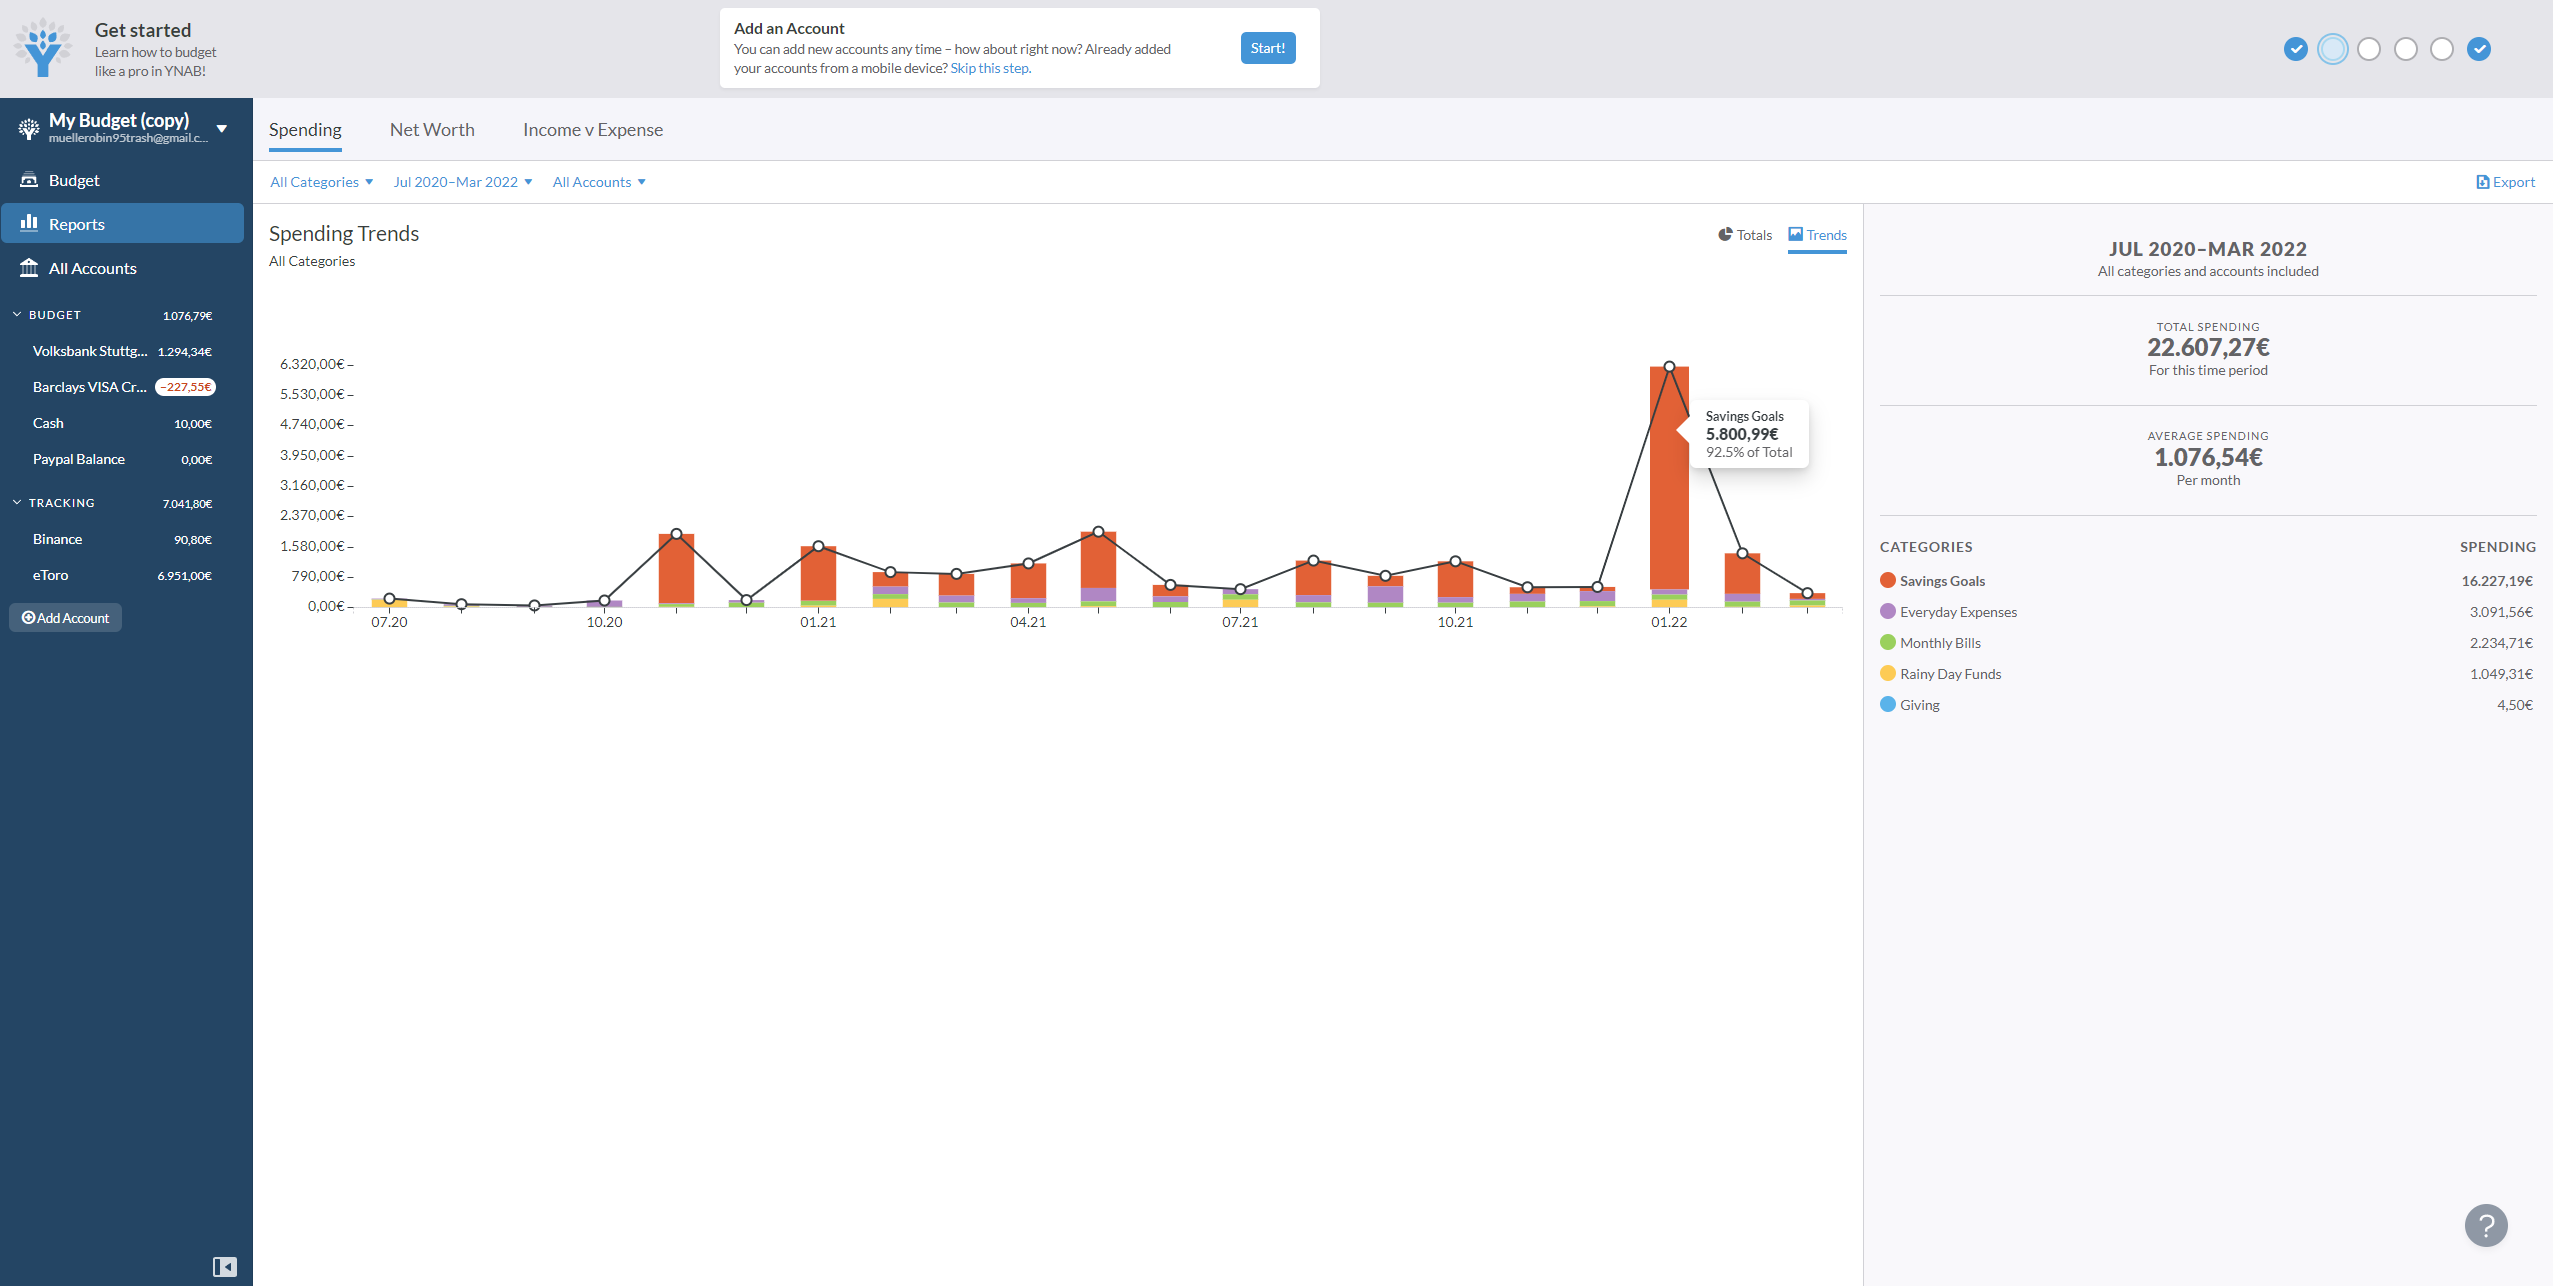 Get started
Learn how to budget
like a pro in YNAB!
Add an Account
You can add new accounts any time – how about right now? Already added
your accounts from a mobile device? Skip this step.
Start!
My Budget (copy)
muellerobin95trash@gmail.c...
Budget
Reports
All Accounts
BUDGET 1.076,79€
Volksbank Stuttg... 1.294,34€
Barclays VISA Cr... -227,55€
Cash 10,00€
Paypal Balance 0,00€
TRACKING 7.041,80€
Binance 90,80€
eToro 6.951,00€
Add Account
Spending Net Worth Income v Expense
All Categories Jul 2020–Mar 2022 All Accounts Export
Spending Trends
All Categories
Totals Trends
6.320,00€
5.530,00€
4.740,00€
3.950,00€
3.160,00€
2.370,00€
1.580,00€
790,00€
0,00€
07.20 10.20 01.21 04.21 07.21 10.21 01.22
Savings Goals
5.800,99€
92.5% of Total
JUL 2020–MAR 2022
All categories and accounts included
TOTAL SPENDING
22.607,27€
For this time period
AVERAGE SPENDING
1.076,54€
Per month
CATEGORIES SPENDING
Savings Goals 16.227,19€
Everyday Expenses 3.091,56€
Monthly Bills 2.234,71€
Rainy Day Funds 1.049,31€
Giving 4,50€
?